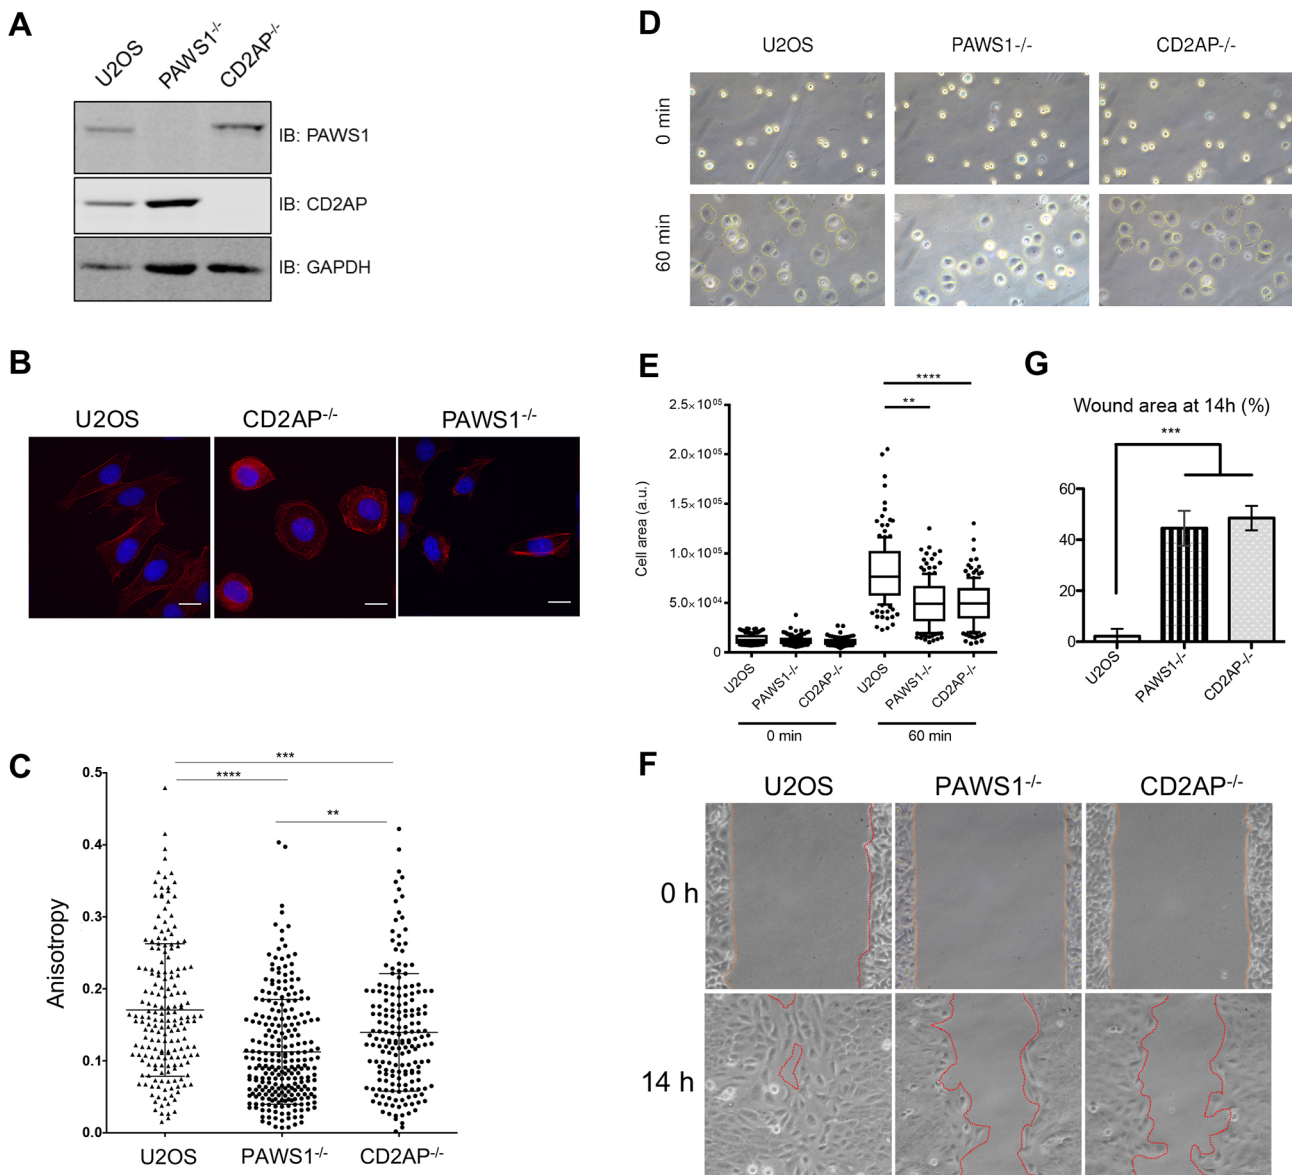 A
U2OS
PAWS1-/-
CD2AP-/-
IB: PAWS1
IB: CD2AP
IB: GAPDH
B
U2OS
CD2AP-/-
PAWS1-/-
C
***
****
**
0.5
0.4
0.3
0.2
0.1
0.0
Anisotropy
U2OS
PAWS1-/-
CD2AP-/-
D
U2OS
PAWS1-/-
CD2AP-/-
0 min
60 min
E
****
**
2.5×10^05
2.0×10^05
1.5×10^05
1.0×10^05
5.0×10^04
0
Cell area (a.u.)
U2OS
PAWS1-/-
CD2AP-/-
U2OS
PAWS1-/-
CD2AP-/-
0 min
60 min
G
Wound area at 14h (%)
***
60
40
20
0
U2OS
PAWS1-/-
CD2AP-/-
F
U2OS
PAWS1-/-
CD2AP-/-
0 h
14 h